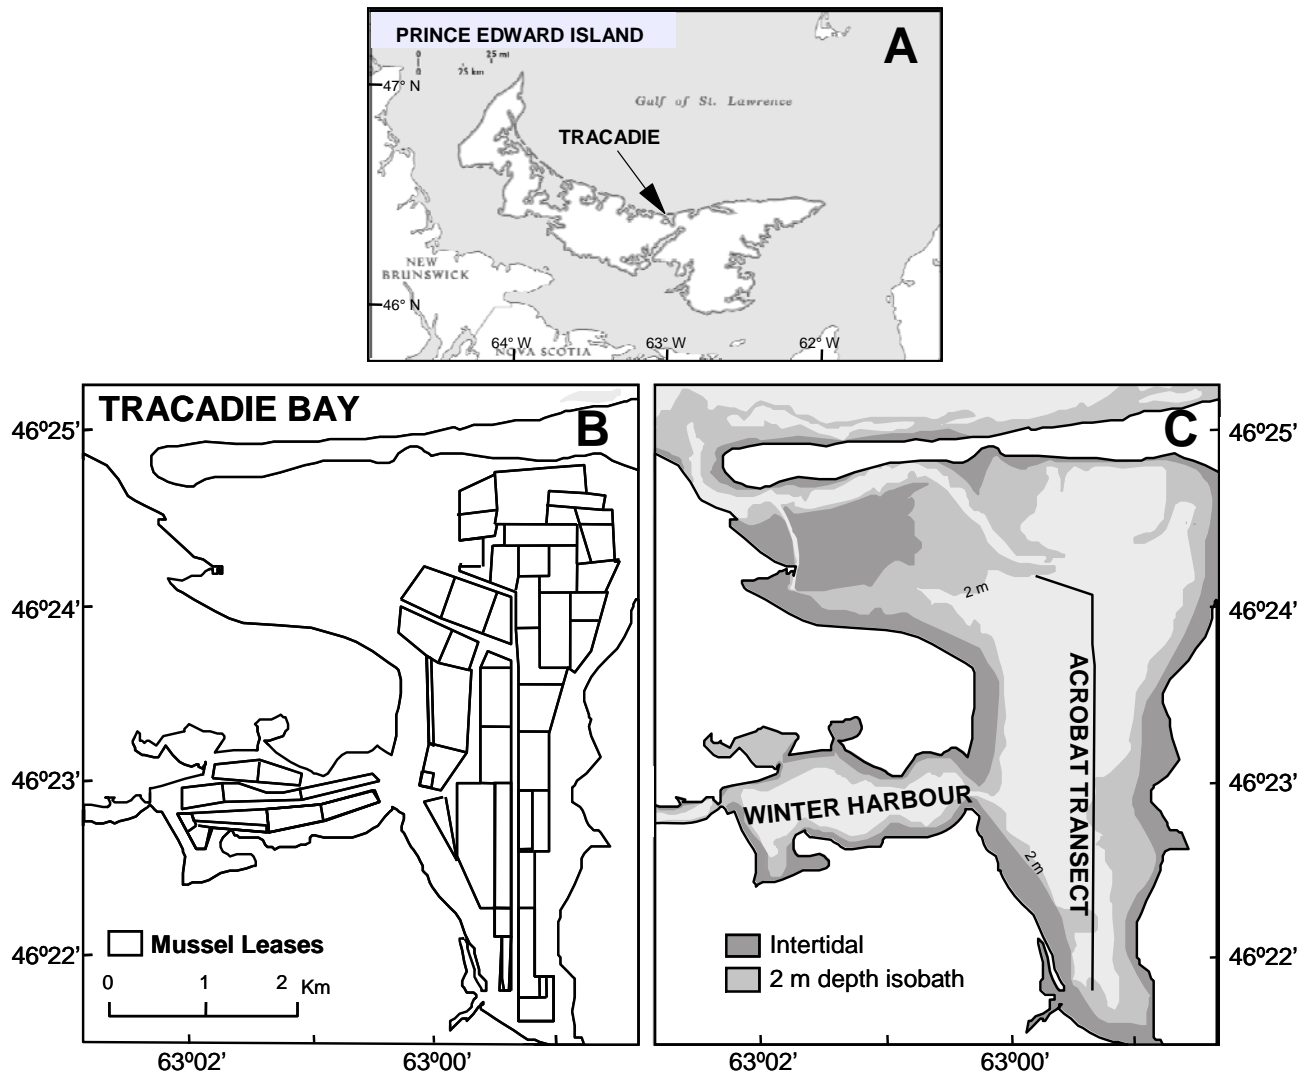 PRINCE EDWARD ISLAND
A
0
25 mi
0
25 km
47° N
Gulf of St. Lawrence
TRACADIE
NEW
BRUNSWICK
46° N
64° W
63° W
62° W
NOVA SCOTIA
TRACADIE BAY
B
C
46º25’
46º25’
46º24’
2 m
46º24’
ACROBAT TRANSECT
46º23’
WINTER HARBOUR
46º23’
2 m
Mussel Leases
Intertidal
46º22’
46º22’
0
1
2
Km
2 m depth isobath
63º02’
63º00’
63º02’
63º00’